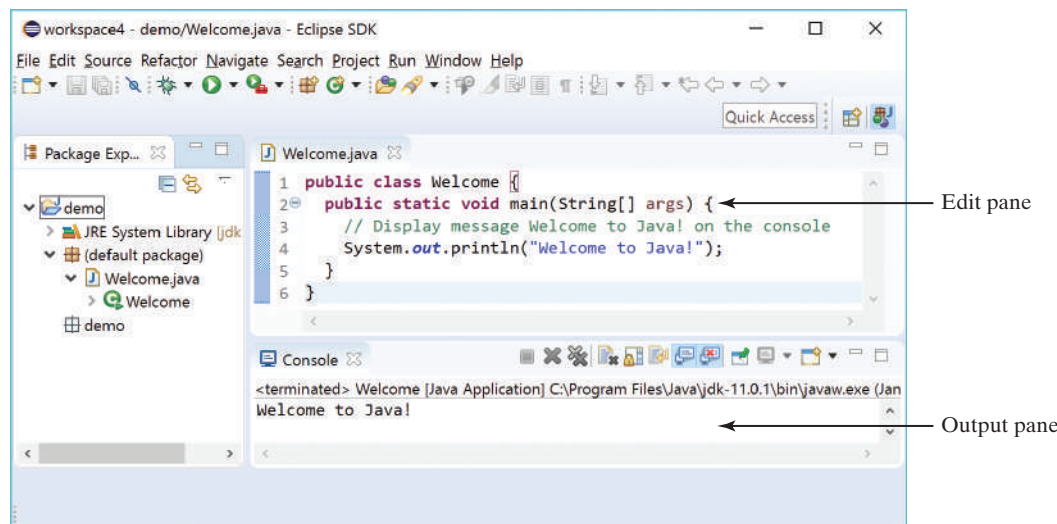 workspace4 - demo/Welcome.java - Eclipse SDK
File Edit Source Refactor Navigate Search Project Run Window Help
Quick Access
Package Exp...
demo
JRE System Library [jdk
(default package)
Welcome.java
Welcome
demo
Welcome.java
1 public class Welcome {
2 public static void main(String[] args) {
3 // Display message Welcome to Java! on the console
4 System.out.println("Welcome to Java!");
5 }
6 }
Edit pane
Console
<terminated> Welcome [Java Application] C:\Program Files\Java\jdk-11.0.1\bin\javaw.exe (Jan
Welcome to Java!
Output pane